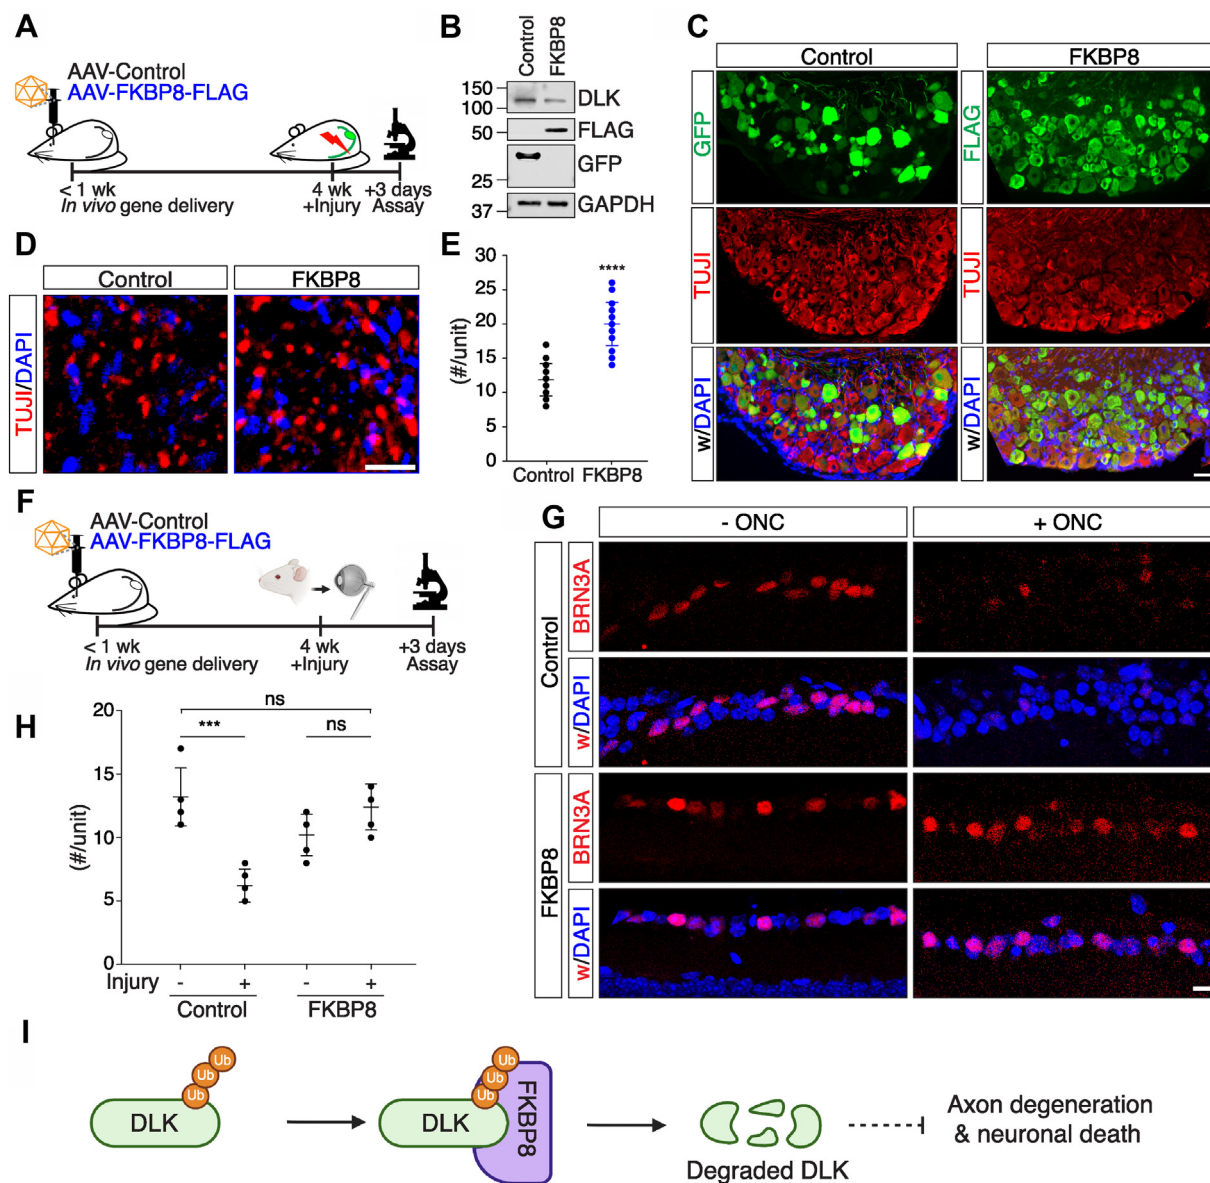 A
AAV-Control
AAV-FKBP8-FLAG
< 1 wk
In vivo gene delivery
4 wk
+Injury
+3 days
Assay
B
Control
FKBP8
150
100
DLK
50
FLAG
GFP
25
37
GAPDH
C
Control
FKBP8
GFP
FLAG
TUJI
TUJI
w/DAPI
w/DAPI
D
Control
FKBP8
TUJI/DAPI
E
(#/unit)
30
25
20
15
10
5
0
****
Control
FKBP8
F
AAV-Control
AAV-FKBP8-FLAG
< 1 wk
In vivo gene delivery
4 wk
+Injury
+3 days
Assay
G
- ONC
+ ONC
Control
BRN3A
BRN3A
w/DAPI
w/DAPI
FKBP8
BRN3A
BRN3A
w/DAPI
w/DAPI
H
(#/unit)
20
15
10
5
0
ns
***
ns
Injury
-
+
-
+
Control
FKBP8
I
Ub
Ub
Ub
DLK
Ub
Ub
Ub
DLK
FKBP8
Degraded DLK
Axon degeneration
& neuronal death